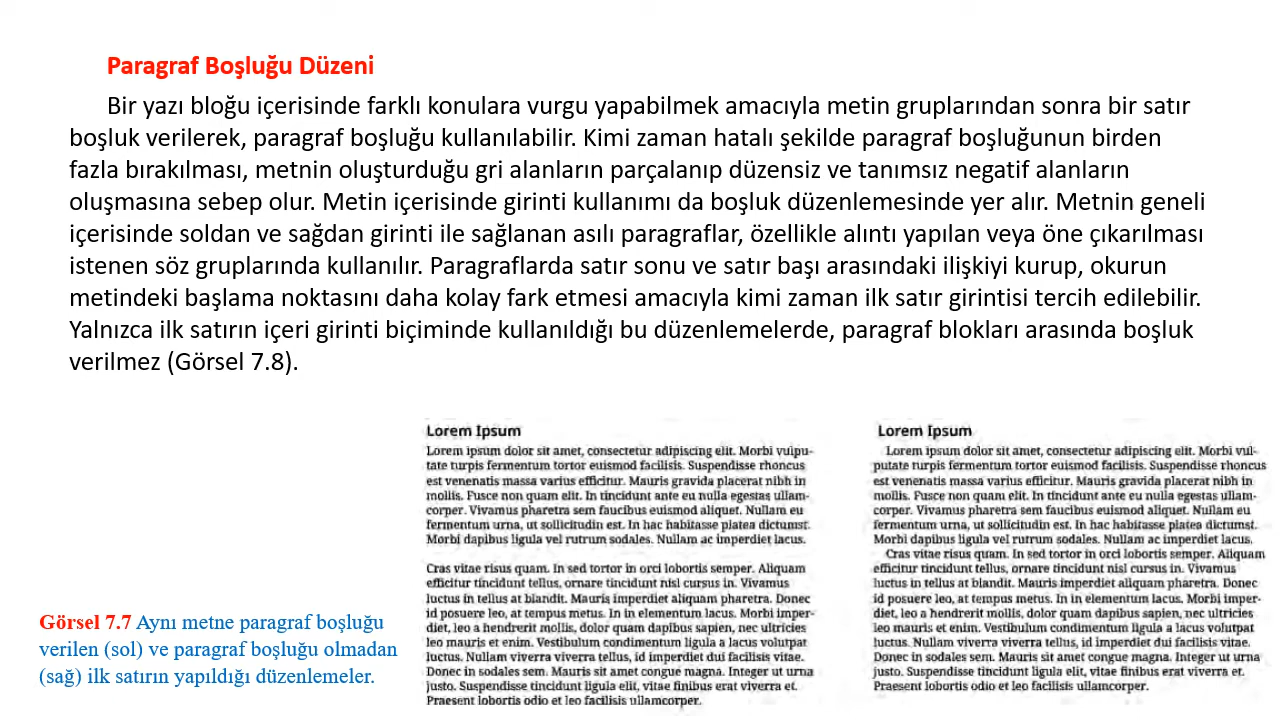 Paragraf Boşluğu Düzeni
Bir yazı bloğu içerisinde farklı konulara vurgu yapabilmek amacıyla metin gruplarından sonra bir satır
boşluk verilerek, paragraf boşluğu kullanılabilir. Kimi zaman hatalı şekilde paragraf boşluğunun birden
fazla bırakılması, metnin oluşturduğu gri alanların parçalanıp düzensiz ve tanımsız negatif alanların
oluşmasına sebep olur. Metin içerisinde girinti kullanımı da boşluk düzenlemesinde yer alır. Metnin geneli
içerisinde soldan ve sağdan girinti ile sağlanan asılı paragraflar, özellikle alıntı yapılan veya öne çıkarılması
istenen söz gruplarında kullanılır. Paragraflarda satır sonu ve satır başı arasındaki ilişkiyi kurup, okurun
metindeki başlama noktasını daha kolay fark etmesi amacıyla kimi zaman ilk satır girintisi tercih edilebilir.
Yalnızca ilk satırın içeri girinti biçiminde kullanıldığı bu düzenlemelerde, paragraf blokları arasında boşluk
verilmez (Görsel 7.8).
Görsel 7.7 Aynı metne paragraf boşluğu
verilen (sol) ve paragraf boşluğu olmadan
(sağ) ilk satırın yapıldığı düzenlemeler.
Lorem Ipsum
Lorem ipsum dolor sit amet, consectetur adipiscing elit. Morbi vulpu-
tate turpis fermentum tortor euismod facilisis. Suspendisse rhoncus
est venenatis massa varius efficitur. Mauris gravida placerat nibh in
mollis. Fusce non quam elit. In tincidunt ante eu nulla egestas ullam-
corper. Vivamus pharetra sem faucibus euismod aliquet. Nullam eu
fermentum urna, ut sollicitudin est. In hac habitasse platea dictumst.
Morbi dapibus ligula vel rutrum sodales. Nullam ac imperdiet lacus.
Cras vitae risus quam. In sed tortor in orci lobortis semper. Aliquam
efficitur tincidunt tellus, ornare tincidunt nisl cursus in. Vivamus
luctus in tellus at blandit. Mauris imperdiet aliquam pharetra. Donec
id posuere leo, at tempus metus. In in elementum lacus. Morbi imper-
diet, leo a hendrerit mollis, dolor quam dapibus sapien, nec ultricies
leo mauris et enim. Vestibulum condimentum ligula a lacus volutpat
luctus. Nullam viverra viverra tellus, id imperdiet dui facilisis vitae.
Donec in sodales sem. Mauris sit amet congue magna. Integer ut urna
justo. Suspendisse tincidunt ligula elit, vitae finibus erat viverra et.
Praesent lobortis odio et leo facilisis ullamcorper.
Lorem Ipsum
Lorem ipsum dolor sit amet, consectetur adipiscing elit. Morbi vul-
putate turpis fermentum tortor euismod facilisis. Suspendisse rhoncus
est venenatis massa varius efficitur. Mauris gravida placerat nibh in
mollis. Fusce non quam elit. In tincidunt ante eu nulla egestas ullam-
corper. Vivamus pharetra sem faucibus euismod aliquet. Nullam eu
fermentum urna, ut sollicitudin est. In hac habitasse platea dictumst.
Morbi dapibus ligula vel rutrum sodales. Nullam ac imperdiet lacus.
Cras vitae risus quam. In sed tortor in orci lobortis semper. Aliquam
efficitur tincidunt tellus, ornare tincidunt nisl cursus in. Vivamus
luctus in tellus at blandit. Mauris imperdiet aliquam pharetra. Donec
id posuere leo, at tempus metus. In in elementum lacus. Morbi imper-
diet, leo a hendrerit mollis, dolor quam dapibus sapien, nec ultricies
leo mauris et enim. Vestibulum condimentum ligula a lacus volutpat
luctus. Nullam viverra viverra tellus, id imperdiet dui facilisis vitae.
Donec in sodales sem. Mauris sit amet congue magna. Integer ut urna
justo. Suspendisse tincidunt ligula elit, vitae finibus erat viverra et.
Praesent lobortis odio et leo facilisis ullamcorper.